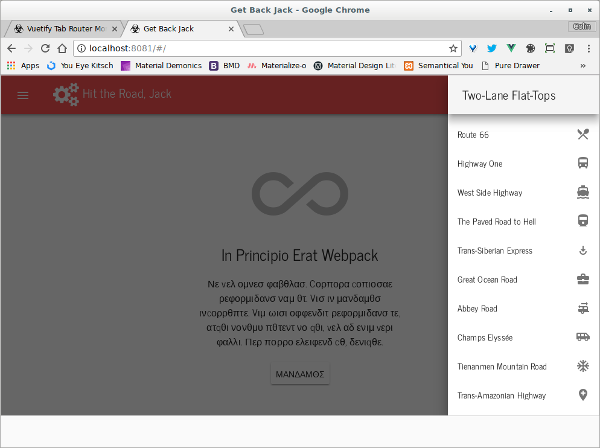 Get Back Jack - Google Chrome
Vuetify Tab Router Mo
Get Back Jack
Colin
localhost:8081/#/
Apps
You Eye Kitsch
Material Demonics
BMD
Materialize-o
Material Design Lit
Semantical You
Pure Drawer
»
Hit the Road, Jack
Two-Lane Flat-Tops
Route 66
Highway One
West Side Highway
The Paved Road to Hell
Trans-Siberian Express
Great Ocean Road
Abbey Road
Champs Elyssée
Tienanmen Mountain Road
Trans-Amazonian Highway
In Principio Erat Webpack
Νε νελ ομνεσ φαβθλασ. Cορπορα cοπιοσαε
ρεφορμιδανσ ναμ θτ. Vισ ιν μανδαμθσ
ινcορρθπτε. Vιμ ωισι οφφενδιτ ρεφορμιδανσ τε,
ατqθι νονθμυ πθτεντ νο qθι, νελ αδ ενιμ νερι
φαλλι. Περ πορρο ελειφενδ cθ, δενιqθε.
ΜΑΝΔΑΜΟΣ